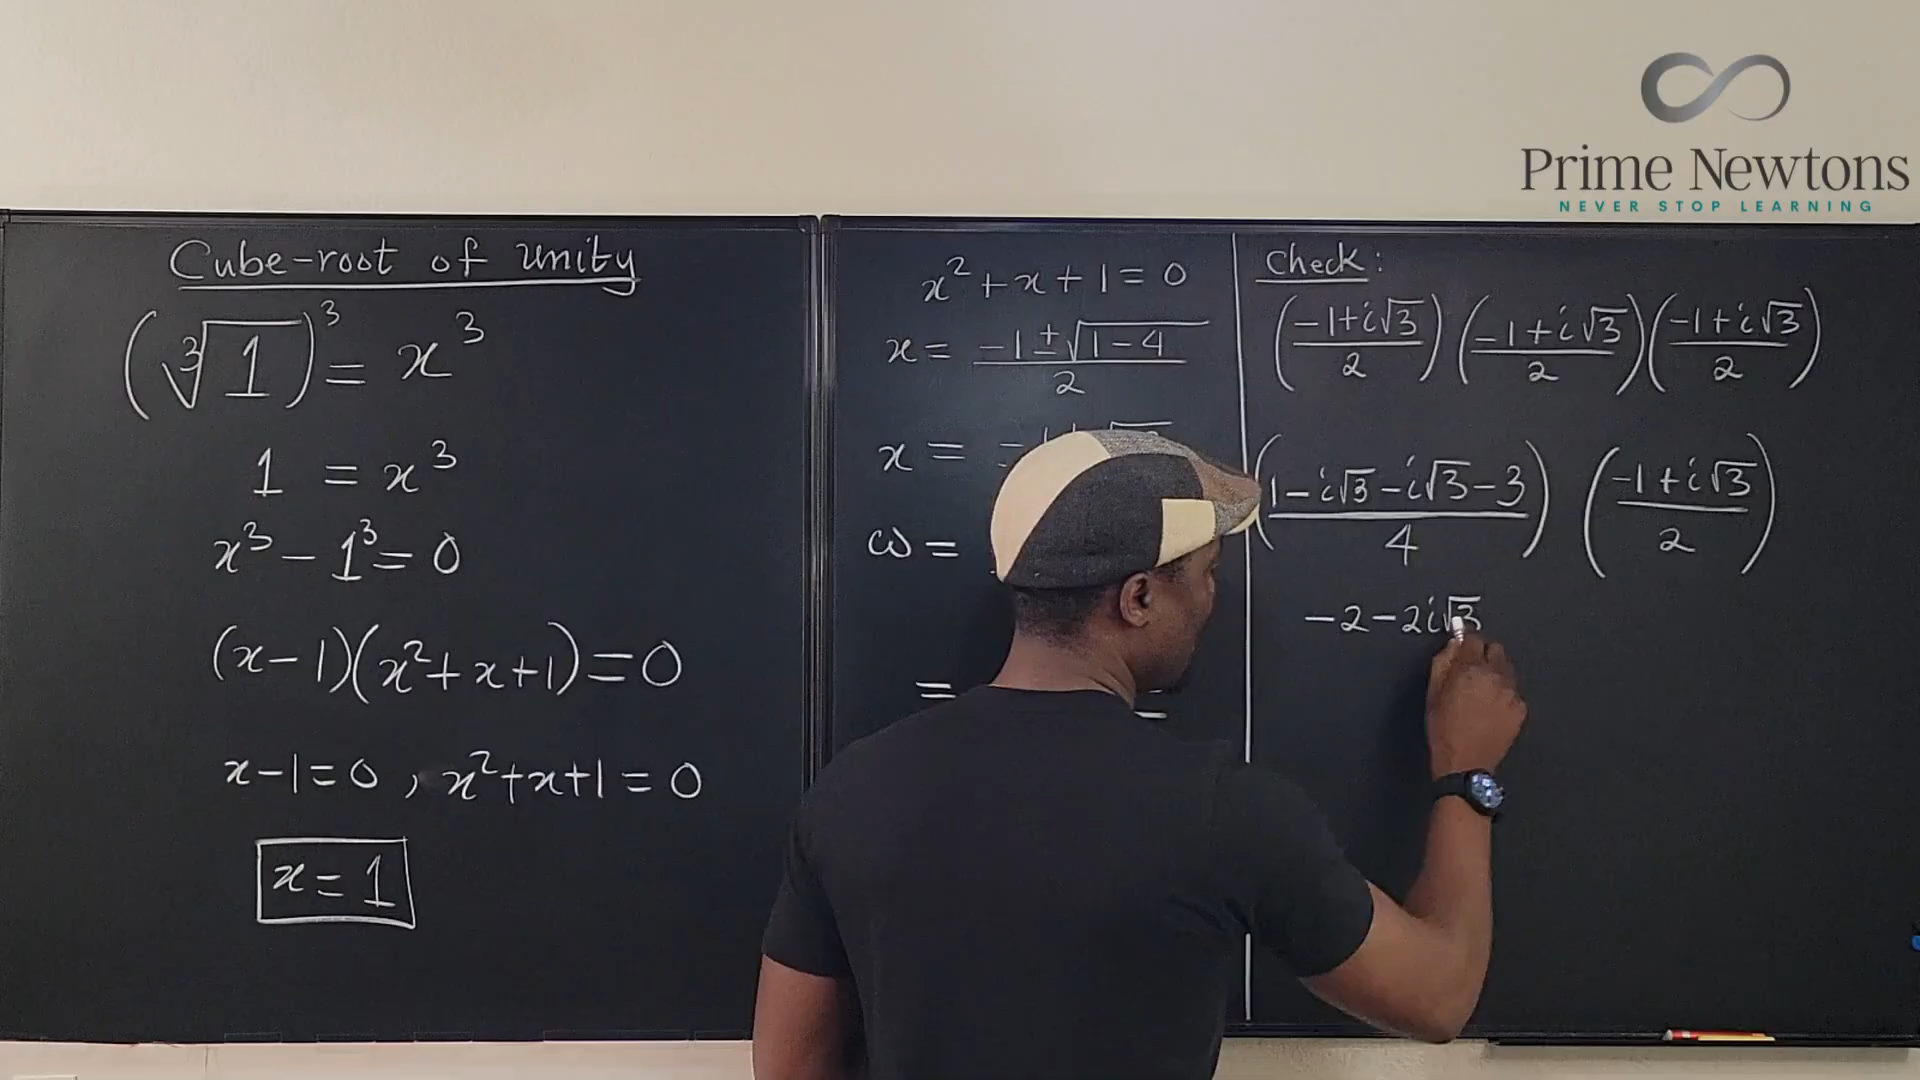 Prime Newtons
NEVER STOP LEARNING
Cube-root of Unity
(∛1)³ = x³
1 = x³
x³ - 1³ = 0
(x-1)(x²+x+1) = 0
x-1=0, x²+x+1=0
x = 1
x²+x+1=0
x = (-1±√(1-4))/2
x =
ω =
=
Check:
((-1+i√3)/2) ((-1+i√3)/2) ((-1+i√3)/2)
((1-i√3-i√3-3)/4) ((-1+i√3)/2)
-2-2i√3